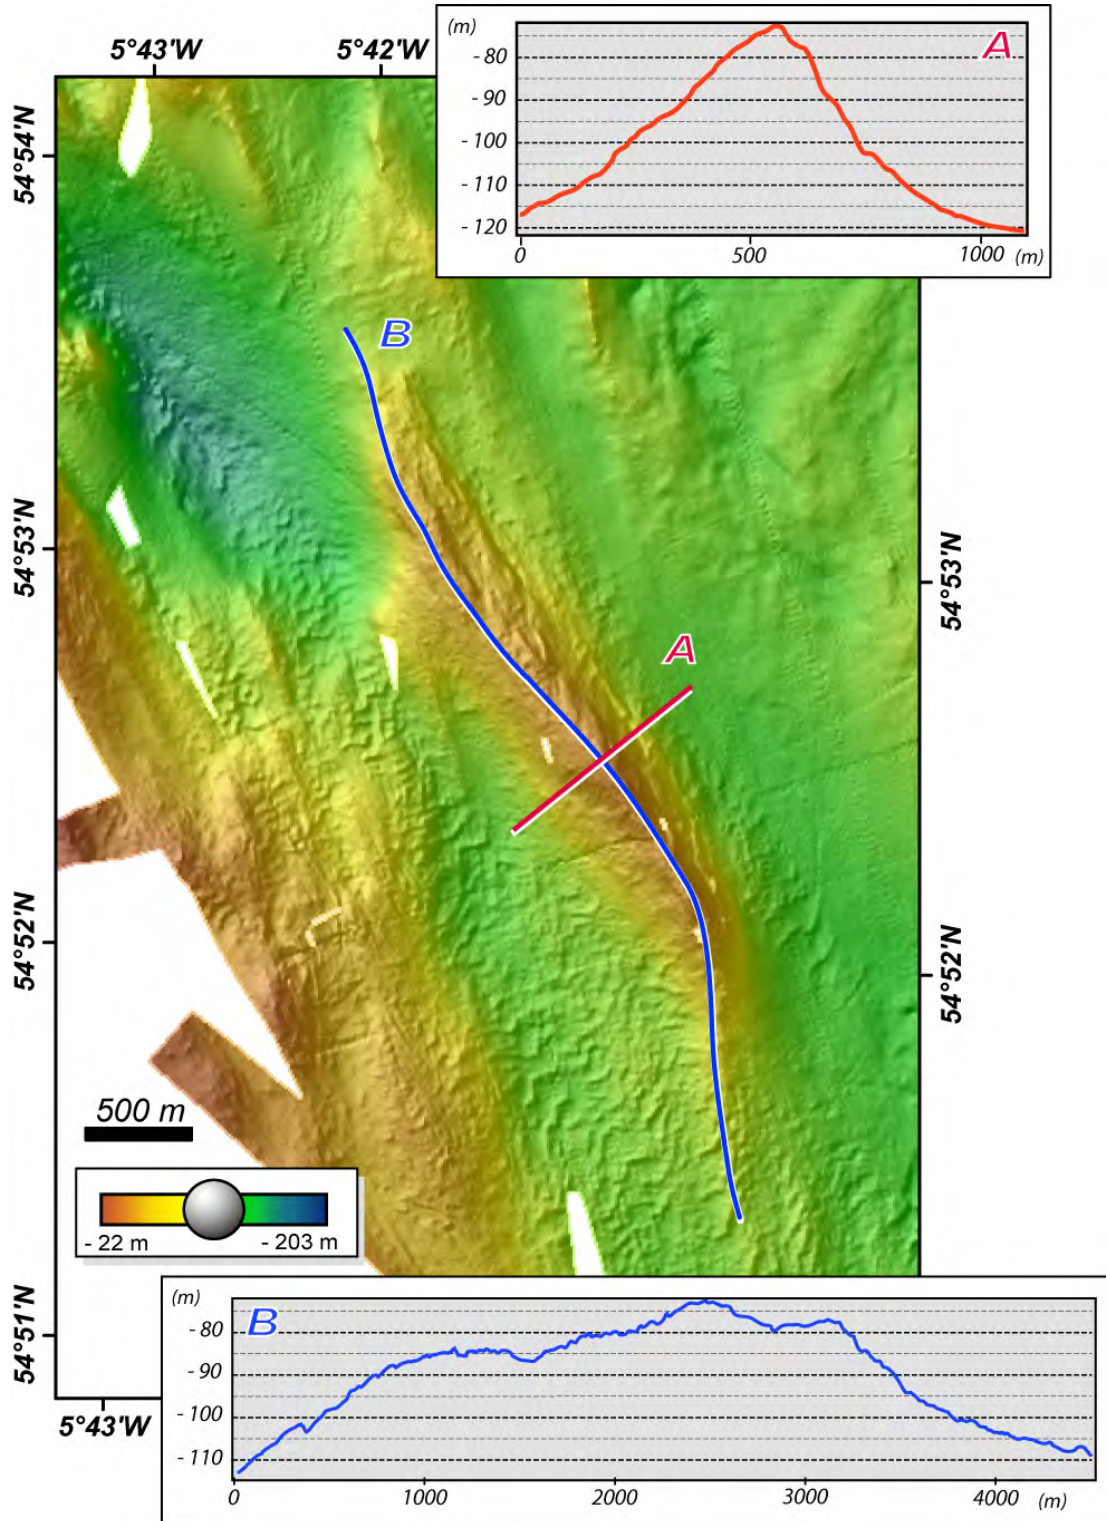 5°43'W
5°42'W
(m)
A
- 80
- 90
- 100
- 110
- 120
0
500
1000
(m)
54°54'N
B
54°53'N
54°53'N
A
54°52'N
54°52'N
500 m
- 22 m
- 203 m
54°51'N
5°43'W
(m)
B
- 80
- 90
- 100
- 110
0
1000
2000
3000
4000
(m)